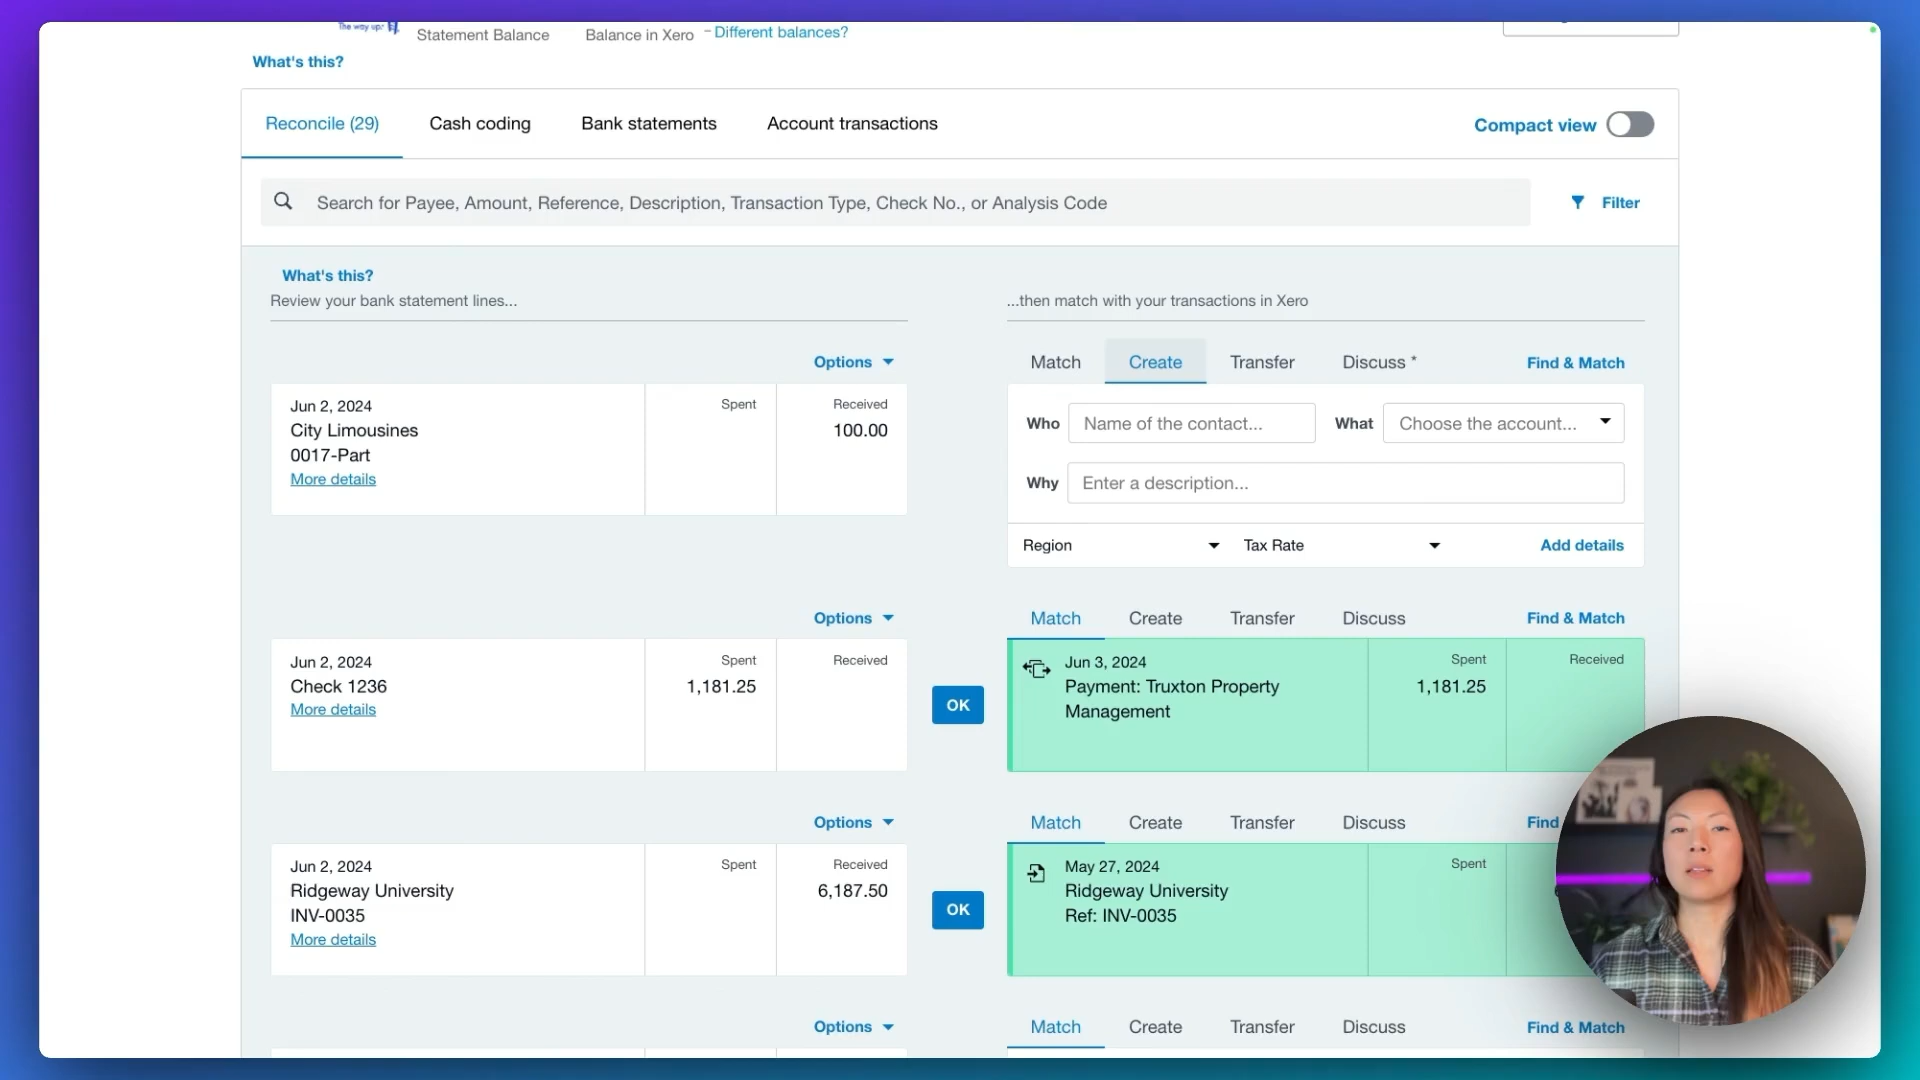 The way up.
Statement Balance
Balance in Xero
Different balances?
What's this?
Reconcile (29)
Cash coding
Bank statements
Account transactions
Compact view
Search for Payee, Amount, Reference, Description, Transaction Type, Check No., or Analysis Code
Filter
What's this?
Review your bank statement lines...
...then match with your transactions in Xero
Options
Match
Create
Transfer
Discuss *
Find & Match
Jun 2, 2024
City Limousines
0017-Part
More details
Spent
Received
100.00
Who
Name of the contact...
What
Choose the account...
Why
Enter a description...
Region
Tax Rate
Add details
Options
Match
Create
Transfer
Discuss
Find & Match
Jun 2, 2024
Check 1236
More details
Spent
1,181.25
Received
OK
Jun 3, 2024
Payment: Truxton Property
Management
Spent
1,181.25
Received
Options
Match
Create
Transfer
Discuss
Find
Jun 2, 2024
Ridgeway University
INV-0035
More details
Spent
Received
6,187.50
OK
May 27, 2024
Ridgeway University
Ref: INV-0035
Spent
Options
Match
Create
Transfer
Discuss
Find & Match